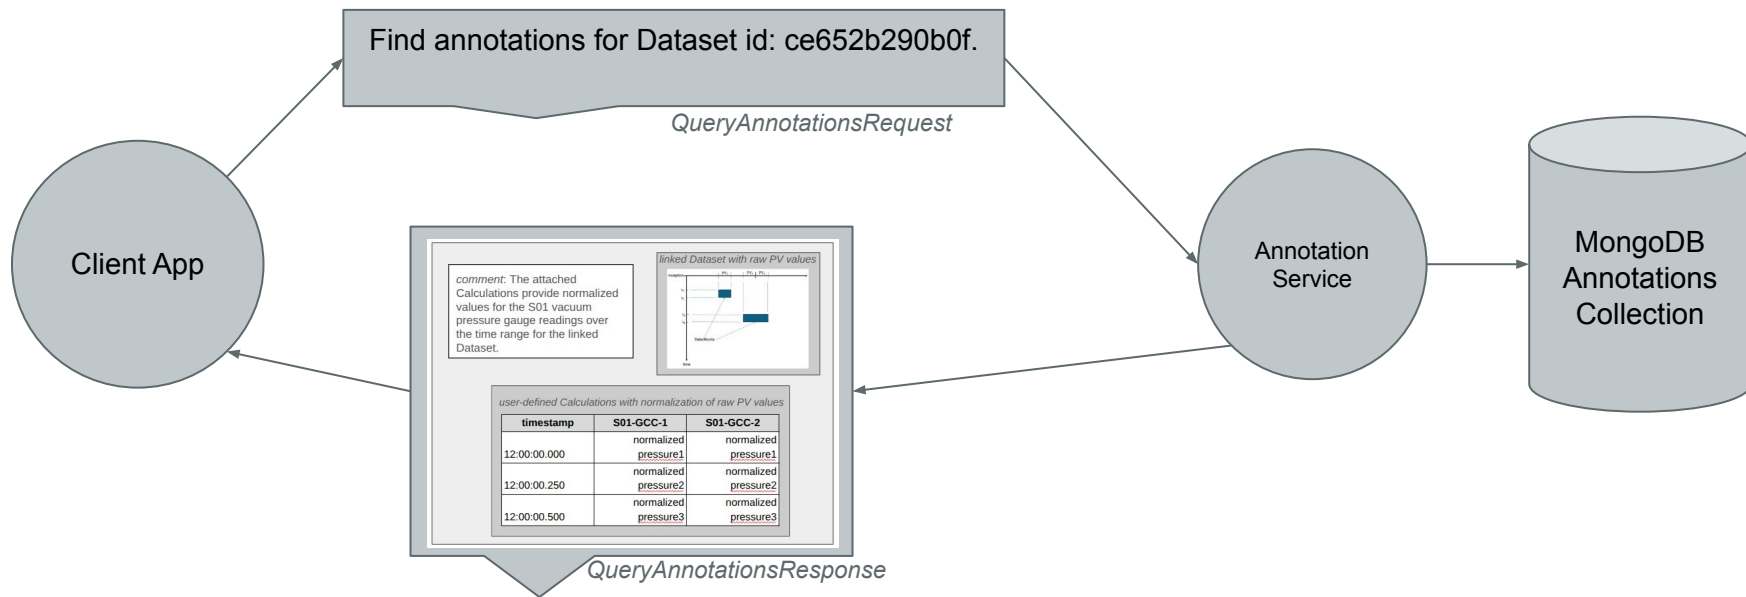 Find annotations for Dataset id: ce652b290b0f.
QueryAnnotationsRequest
Client App
comment: The attached
Calculations provide normalized
values for the S01 vacuum
pressure gauge readings over
the time range for the linked
Dataset.
linked Dataset with raw PV values
user-defined Calculations with normalization of raw PV values
timestamp S01-GCC-1 S01-GCC-2
normalized normalized
12:00:00.000 pressure1 pressure1
normalized normalized
12:00:00.250 pressure2 pressure2
normalized normalized
12:00:00.500 pressure3 pressure3
QueryAnnotationsResponse
Annotation
Service
MongoDB
Annotations
Collection